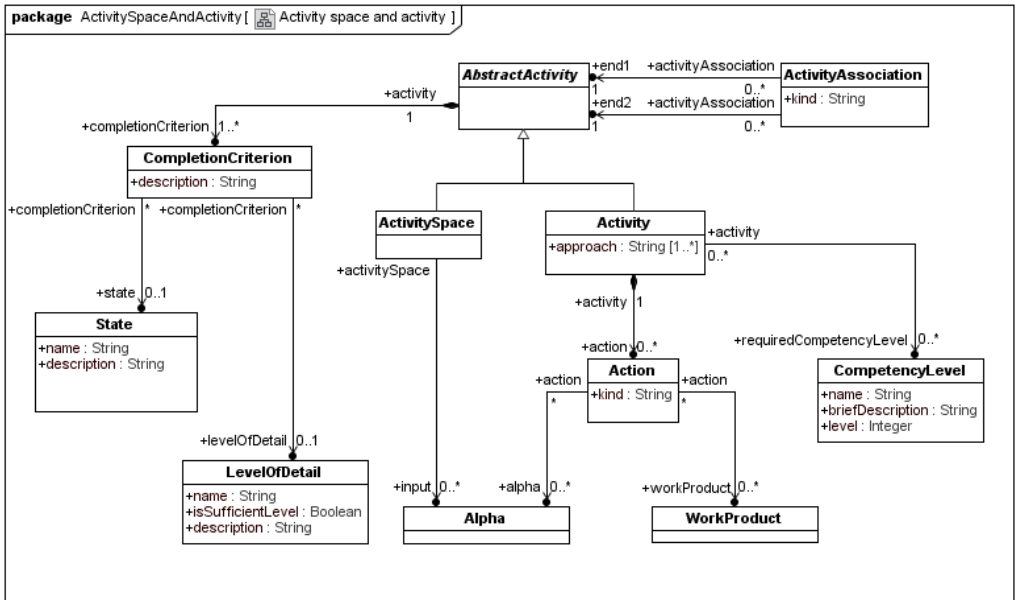 package ActivitySpaceAndActivity [ Activity space and activity ]
AbstractActivity
+end1 +activityAssociation
1 0..*
+end2 +activityAssociation
1 0..*
ActivityAssociation
+kind : String
+activity
1
+completionCriterion 1..*
CompletionCriterion
+description : String
+completionCriterion * +completionCriterion *
ActivitySpace
+activitySpace
Activity
+approach : String [1..*]
+activity
0..*
+activity 1
+state 0..1
State
+name : String
+description : String
+action 0..*
+requiredCompetencyLevel 0..*
Action
+kind : String
+action
*
+action
*
CompetencyLevel
+name : String
+briefDescription : String
+level : Integer
+levelOfDetail 0..1
LevelOfDetail
+name : String
+isSufficientLevel : Boolean
+description : String
+input 0..* +alpha 0..* +workProduct 0..*
Alpha
WorkProduct